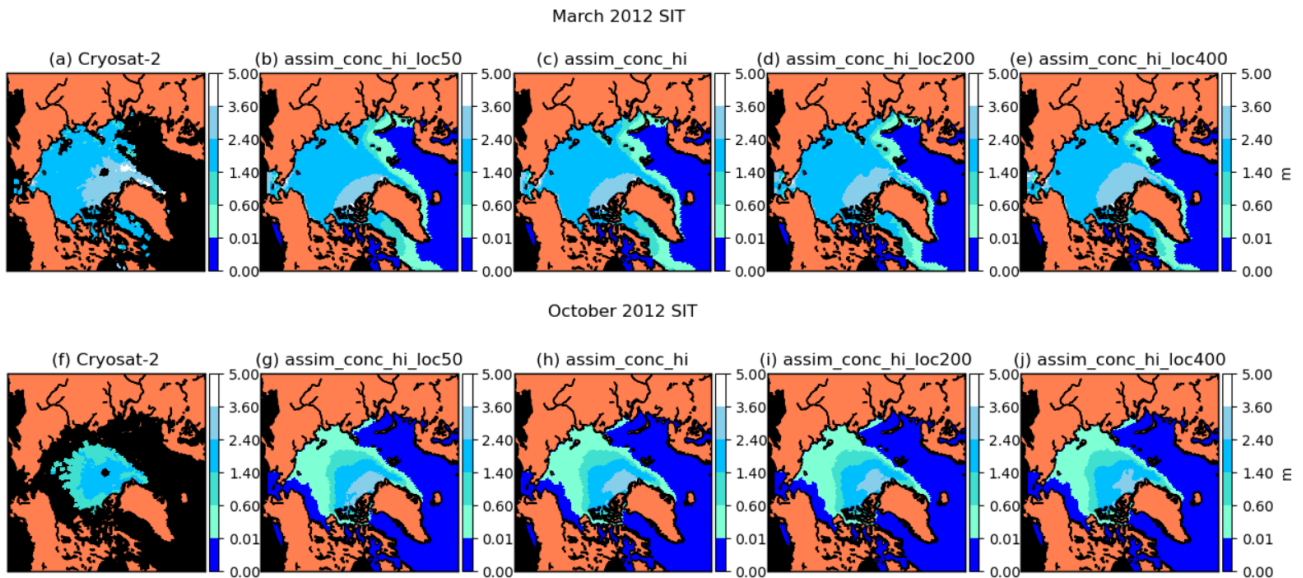 March 2012 SIT
(a) Cryosat-2 (b) assim_conc_hi_loc50 (c) assim_conc_hi (d) assim_conc_hi_loc200 (e) assim_conc_hi_loc400
5.00 5.00 5.00 5.00 5.00
3.60 3.60 3.60 3.60 3.60
2.40 2.40 2.40 2.40 2.40
1.40 1.40 1.40 1.40 1.40 m
0.60 0.60 0.60 0.60 0.60
0.01 0.01 0.01 0.01 0.01
0.00 0.00 0.00 0.00 0.00
October 2012 SIT
(f) Cryosat-2 (g) assim_conc_hi_loc50 (h) assim_conc_hi (i) assim_conc_hi_loc200 (j) assim_conc_hi_loc400
5.00 5.00 5.00 5.00 5.00
3.60 3.60 3.60 3.60 3.60
2.40 2.40 2.40 2.40 2.40
1.40 1.40 1.40 1.40 1.40 m
0.60 0.60 0.60 0.60 0.60
0.01 0.01 0.01 0.01 0.01
0.00 0.00 0.00 0.00 0.00